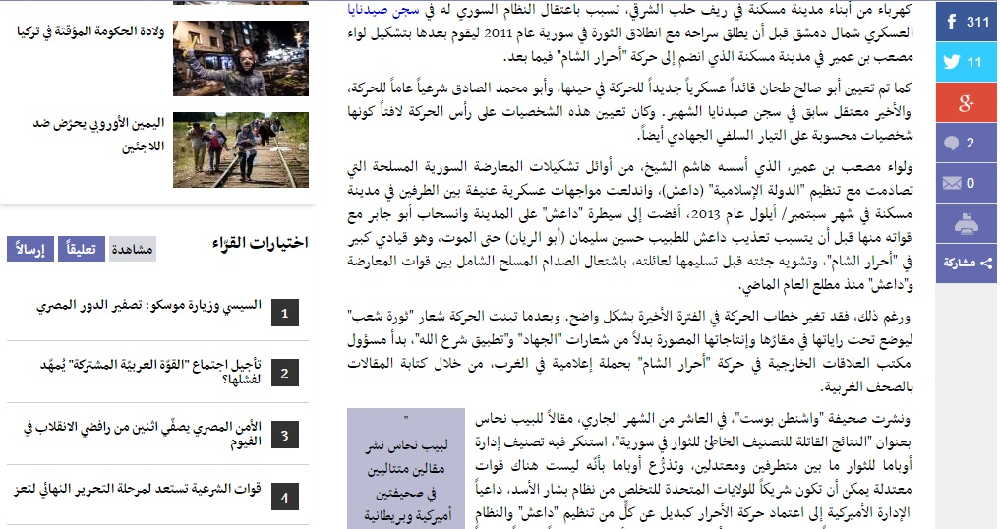 كهرباء من أبناء مدينة مسكنة في ريف حلب الشرقي، تسبب باعتقال النظام السوري له في سجن صيدنايا
العسكري شمال دمشق قبل أن يطلق سراحه مع انطلاق الثورة في سورية عام 2011 ليقوم بعدها بتشكيل لواء
مصعب بن عمير في مدينة مسكنة الذي انضم إلى حركة "أحرار الشام" فيما بعد.
كما تم تعيين أبو صالح طحان قائداً عسكرياً جديداً للحركة في حينها، وأبو محمد الصادق شرعياً عاماً للحركة،
والأخير معتقل سابق في سجن صيدنايا الشهير. وكان تعيين هذه الشخصيات على رأس الحركة لافتاً كونها
شخصيات محسوبة على التيار السلفي الجهادي أيضاً.
ولواء مصعب بن عمير، الذي أسسه هاشم الشيخ، من أوائل تشكيلات المعارضة السورية المسلحة التي
تصادمت مع تنظيم "الدولة الإسلامية" (داعش)، واندلعت مواجهات عسكرية عنيفة بين الطرفين في مدينة
مسكنة في شهر سبتمبر/ أيلول عام 2013، أفضت إلى سيطرة "داعش" على المدينة وانسحاب أبو جابر مع
قواته منها قبل أن يتسبب تعذيب داعش للطبيب حسين سليمان (أبو الريان) حتى الموت، وهو قيادي كبير
في "أحرار الشام"، وتشويه جثته قبل تسليمها لعائلته، باشتعال الصدام المسلح الشامل بين قوات المعارضة
و"داعش" منذ مطلع العام الماضي.
ورغم ذلك، فقد تغير خطاب الحركة في الفترة الأخيرة بشكل واضح. وبعدما تبنت الحركة شعار "ثورة شعب"
ليوضع تحت راياتها في مقارّها وإنتاجاتها المصورة بدلاً من شعارات "الجهاد" و"تطبيق شرع الله"، بدأ مسؤول
مكتب العلاقات الخارجية في حركة "أحرار الشام" بحملة إعلامية في الغرب، من خلال كتابة المقالات
بالصحف الغربية.
ونشرت صحيفة "واشنطن بوست"، في العاشر من الشهر الجاري، مقالاً للبيب نحاس
بعنوان "النتائج القاتلة للتصنيف الخاطئ للثوار في سورية"، استنكر فيه تصنيف إدارة
أوباما للثوار ما بين متطرفين ومعتدلين، وتذرُّع أوباما بأنّه ليست هناك قوات
معتدلة يمكن أن تكون شريكاً للولايات المتحدة للتخلص من نظام بشار الأسد، داعياً
الإدارة الأميركية إلى اعتماد حركة الأحرار كبديل عن كلٍّ من تنظيم "داعش" والنظام
"
لبيب نحاس نشر
مقالين متتاليين
في صحيفتين
أميركية وبريطانية
311
11
g+
2
0
مشاركة
ولادة الحكومة المؤقتة في تركيا
اليمين الأوروبي يحرّض ضد
اللاجئين
اختيارات القرّاء
مشاهدة
تعليقاً
إرسالاً
1
السيسي وزيارة موسكو: تصفير الدور المصري
2
تأجيل اجتماع "القوّة العربيّة المشتركة" يُمهّد
لفشلها؟
3
الأمن المصري يصفّي اثنين من رافضي الانقلاب في
الفيوم
4
قوات الشرعية تستعد لمرحلة التحرير النهائي لتعز